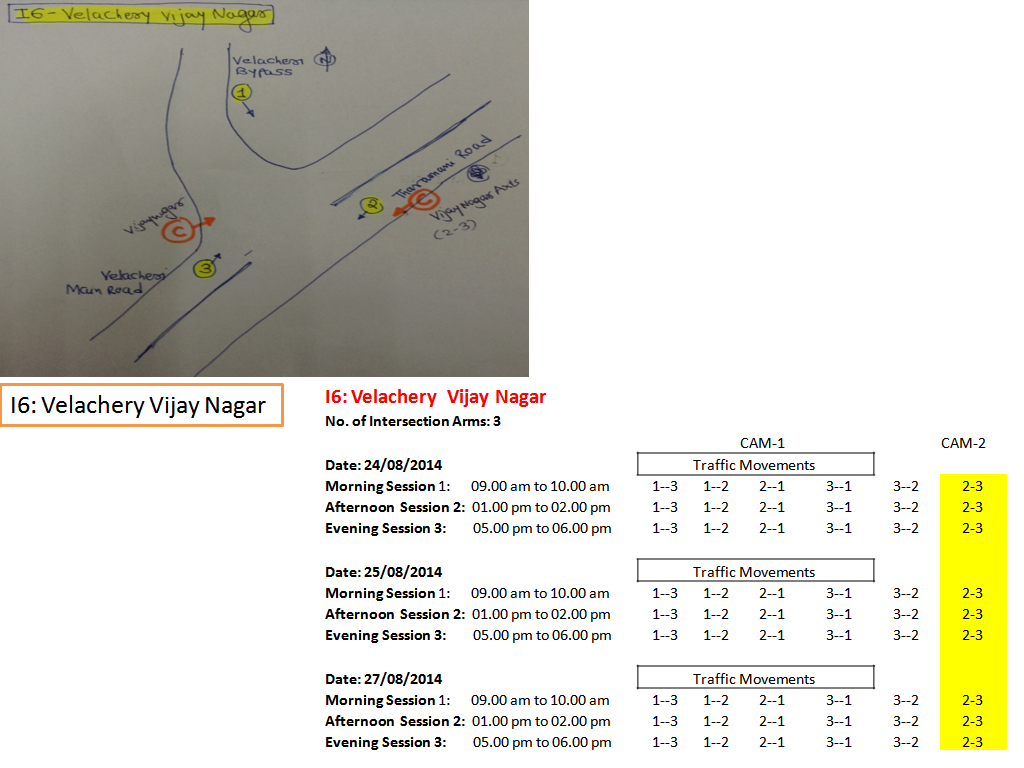 I6 - Velachery Vijay Nagar
Velacheri
Bypass
N
1
Tharamani Road
2
C
Vijay Nagar
(2-3)
Vijaynagar
C
3
Velacheri
Main Road
I6: Velachery Vijay Nagar
I6: Velachery Vijay Nagar
No. of Intersection Arms: 3
CAM-1 CAM-2
Date: 24/08/2014 Traffic Movements
Morning Session 1: 09.00 am to 10.00 am 1--3 1--2 2--1 3--1 3--2 2-3
Afternoon Session 2: 01.00 pm to 02.00 pm 1--3 1--2 2--1 3--1 3--2 2-3
Evening Session 3: 05.00 pm to 06.00 pm 1--3 1--2 2--1 3--1 3--2 2-3
Date: 25/08/2014 Traffic Movements
Morning Session 1: 09.00 am to 10.00 am 1--3 1--2 2--1 3--1 3--2 2-3
Afternoon Session 2: 01.00 pm to 02.00 pm 1--3 1--2 2--1 3--1 3--2 2-3
Evening Session 3: 05.00 pm to 06.00 pm 1--3 1--2 2--1 3--1 3--2 2-3
Date: 27/08/2014 Traffic Movements
Morning Session 1: 09.00 am to 10.00 am 1--3 1--2 2--1 3--1 3--2 2-3
Afternoon Session 2: 01.00 pm to 02.00 pm 1--3 1--2 2--1 3--1 3--2 2-3
Evening Session 3: 05.00 pm to 06.00 pm 1--3 1--2 2--1 3--1 3--2 2-3